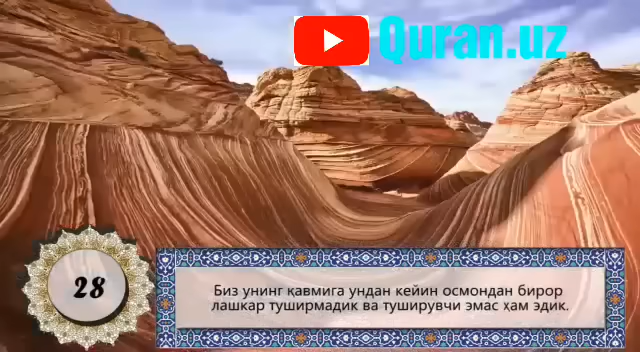 Quran.uz
28
Биз унинг қавмига ундан кейин осмондан бирор
лашкар туширмадик ва туширувчи эмас ҳам эдик.